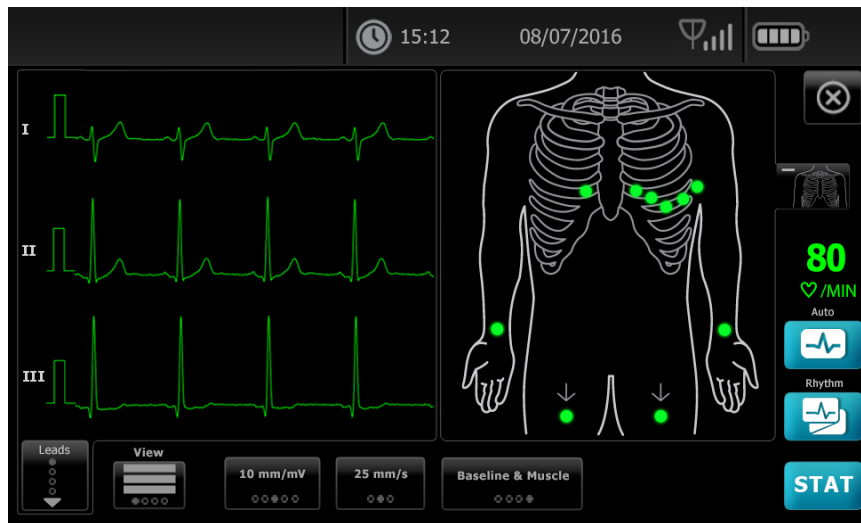 15:12 08/07/2016
I
II
III
80
/MIN
Auto
Rhythm
Leads View
10 mm/mV 25 mm/s Baseline & Muscle
STAT